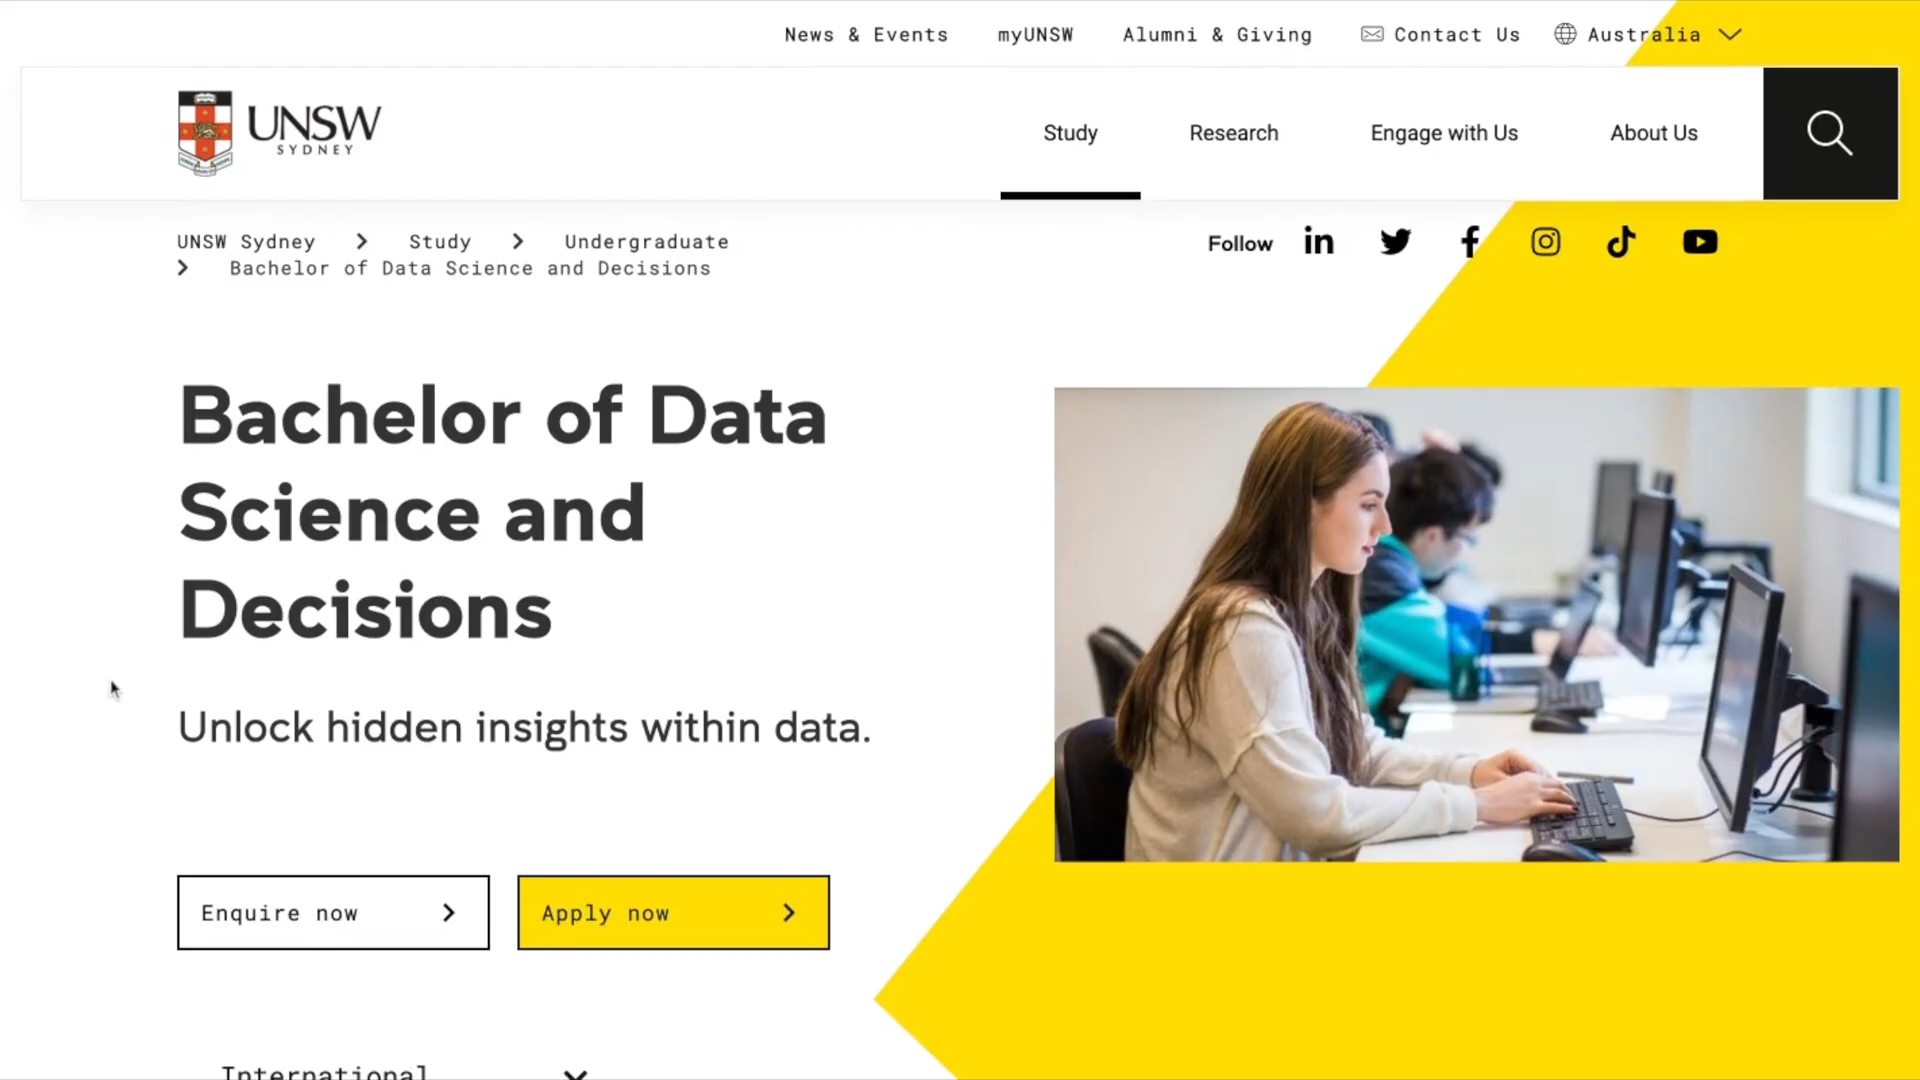 News & Events
myUNSW
Alumni & Giving
Contact Us
Australia
UNSW
SYDNEY
Study
Research
Engage with Us
About Us
UNSW Sydney > Study > Undergraduate
> Bachelor of Data Science and Decisions
Follow
Bachelor of Data
Science and
Decisions
Unlock hidden insights within data.
Enquire now
Apply now
International